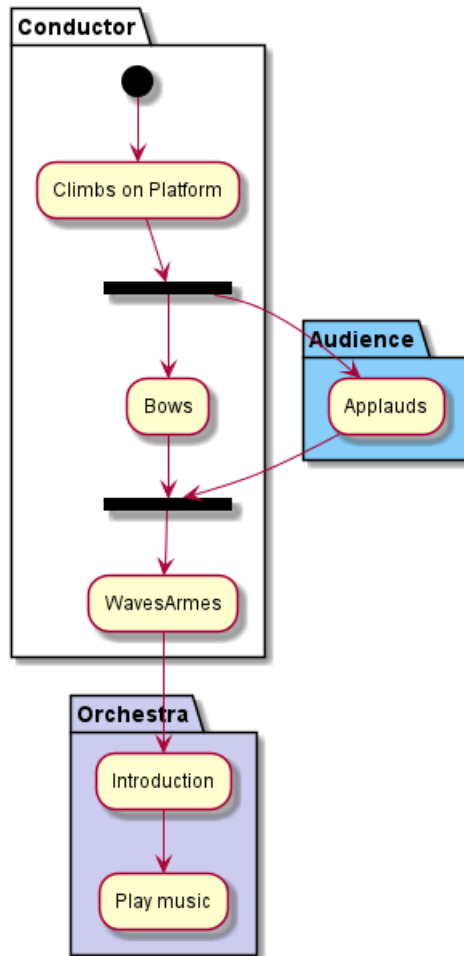 Conductor
Climbs on Platform
Audience
Bows
Applauds
WavesArmes
Orchestra
Introduction
Play music